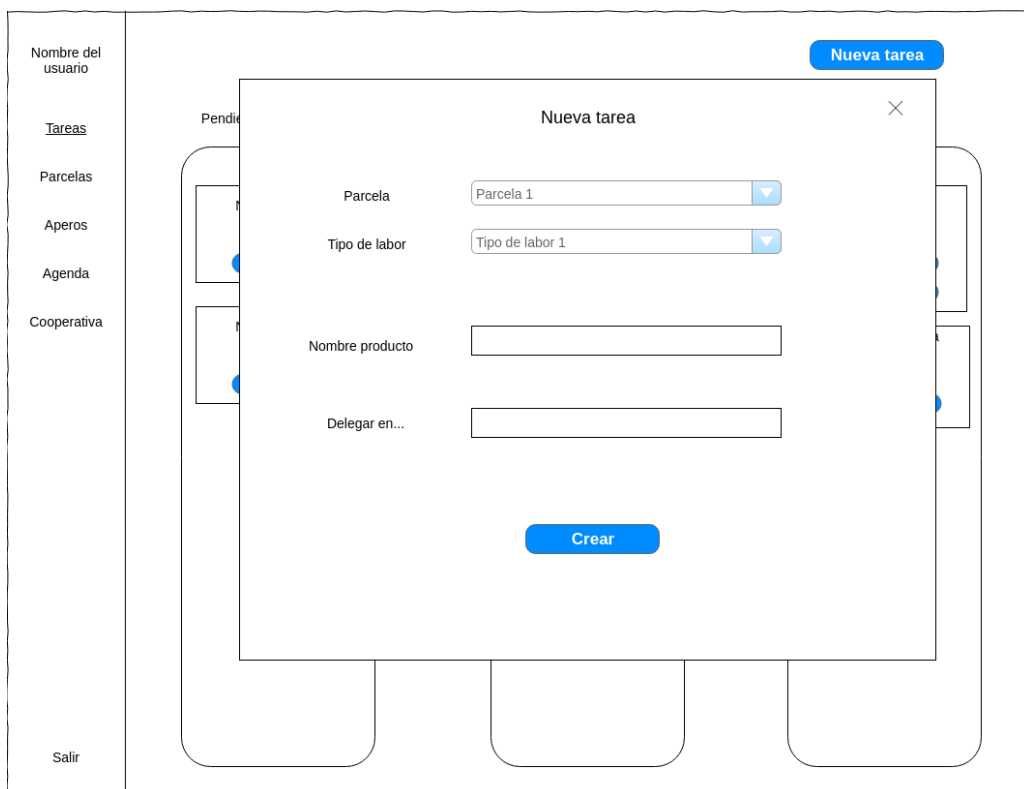 Nombre del
usuario
Nueva tarea
Tareas
Parcelas
Aperos
Agenda
Cooperativa
Salir
Nueva tarea
Parcela
Parcela 1
Tipo de labor
Tipo de labor 1
Nombre producto
Delegar en...
Crear